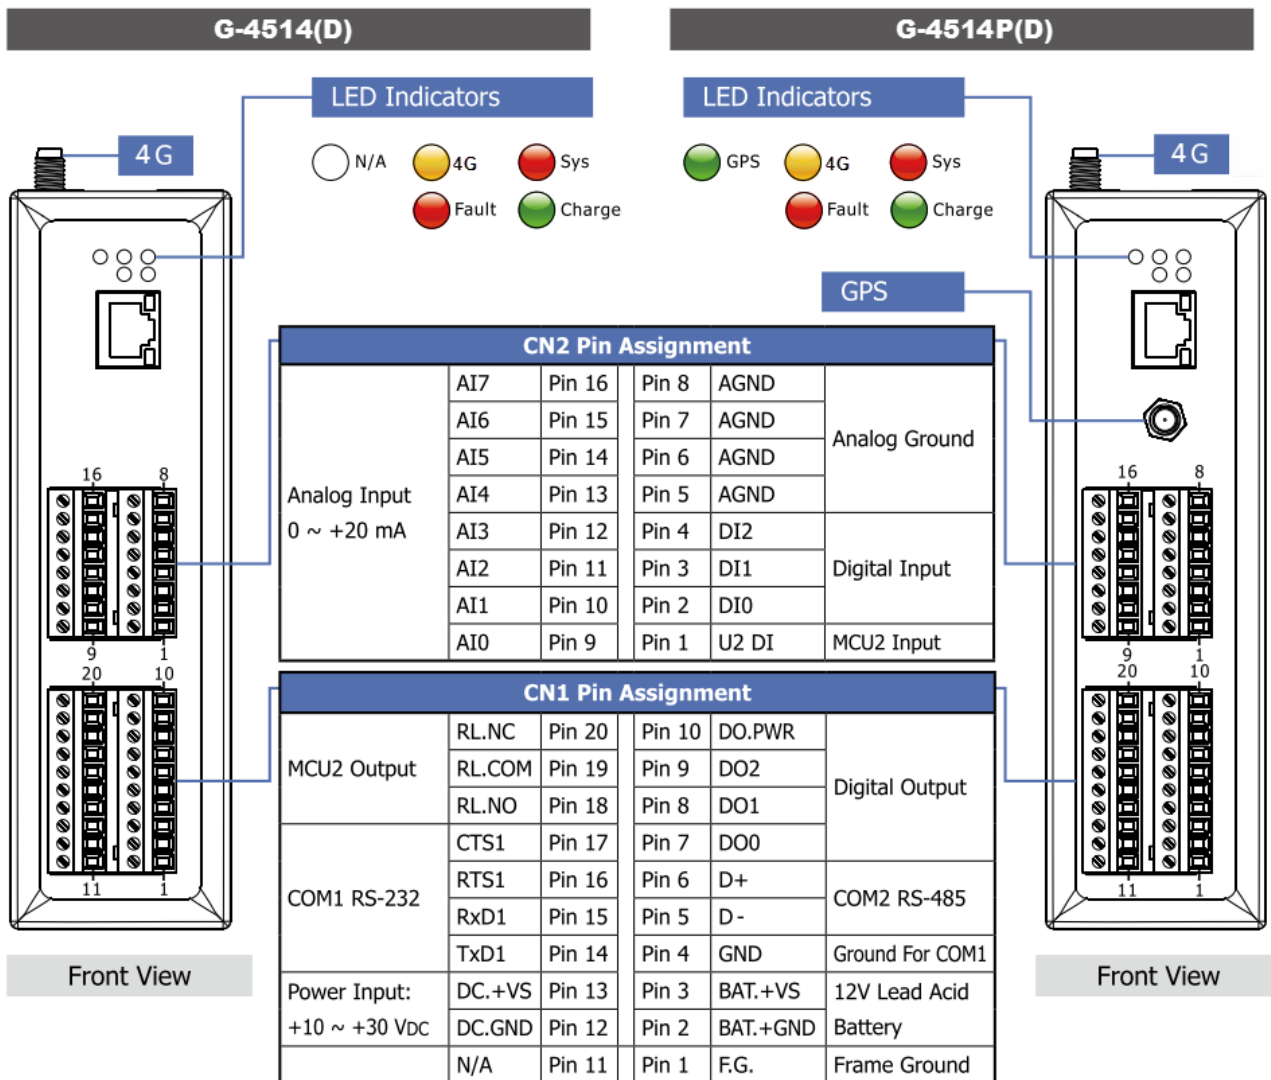 G-4514(D)
G-4514P(D)
LED Indicators
LED Indicators
4G
4G
N/A 4G Sys
Fault Charge
GPS 4G Sys
Fault Charge
GPS
CN2 Pin Assignment
Analog Input
0 ~ +20 mA
AI7 Pin 16 Pin 8 AGND
AI6 Pin 15 Pin 7 AGND
AI5 Pin 14 Pin 6 AGND
AI4 Pin 13 Pin 5 AGND
Analog Ground
AI3 Pin 12 Pin 4 DI2
AI2 Pin 11 Pin 3 DI1
AI1 Pin 10 Pin 2 DI0
Digital Input
AI0 Pin 9 Pin 1 U2 DI MCU2 Input
16 8
9 1
20 10
11 1
16 8
9 1
20 10
11 1
CN1 Pin Assignment
MCU2 Output
RL.NC Pin 20 Pin 10 DO.PWR
RL.COM Pin 19 Pin 9 DO2
RL.NO Pin 18 Pin 8 DO1
Digital Output
COM1 RS-232
CTS1 Pin 17 Pin 7 DO0
RTS1 Pin 16 Pin 6 D+
RxD1 Pin 15 Pin 5 D-
COM2 RS-485
TxD1 Pin 14 Pin 4 GND Ground For COM1
Power Input:
+10 ~ +30 VDC
DC.+VS Pin 13 Pin 3 BAT.+VS
DC.GND Pin 12 Pin 2 BAT.+GND
12V Lead Acid
Battery
N/A Pin 11 Pin 1 F.G. Frame Ground
Front View
Front View